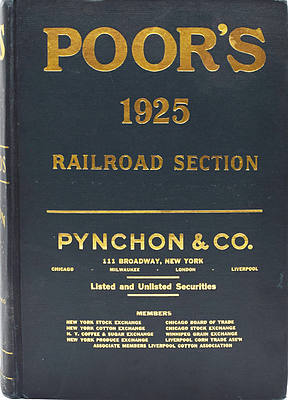 POOR'S
1925
RAILROAD SECTION
PYNCHON & CO.
111 BROADWAY, NEW YORK
CHICAGO - MILWAUKEE - LONDON - LIVERPOOL
Listed and Unlisted Securities
MEMBERS
NEW YORK STOCK EXCHANGE CHICAGO BOARD OF TRADE
NEW YORK COTTON EXCHANGE CHICAGO STOCK EXCHANGE
N. Y. COFFEE & SUGAR EXCHANGE WINNIPEG GRAIN EXCHANGE
NEW YORK PRODUCE EXCHANGE LIVERPOOL CORN TRADE ASS'N
ASSOCIATE MEMBERS LIVERPOOL COTTON ASSOCIATION